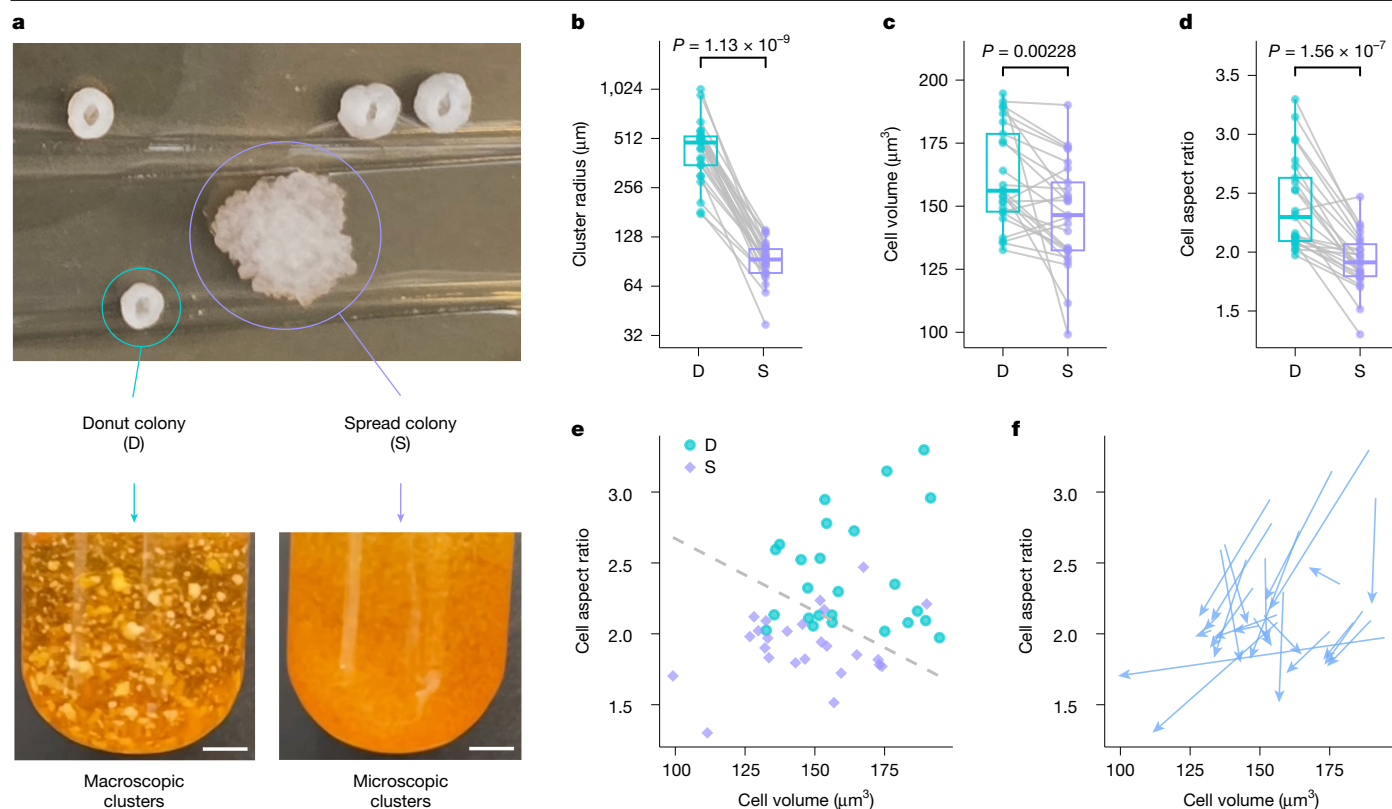 a
Donut colony
(D)
Spread colony
(S)
Macroscopic
clusters
Microscopic
clusters
b
P = 1.13 × 10⁻⁹
Cluster radius (μm)
1,024
512
256
128
64
32
D
S
c
P = 0.00228
Cell volume (μm³)
200
175
150
125
100
D
S
d
P = 1.56 × 10⁻⁷
Cell aspect ratio
3.5
3.0
2.5
2.0
1.5
D
S
e
D
S
Cell aspect ratio
3.0
2.5
2.0
1.5
100
125
150
175
Cell volume (μm³)
f
Cell aspect ratio
3.0
2.5
2.0
1.5
100
125
150
175
Cell volume (μm³)